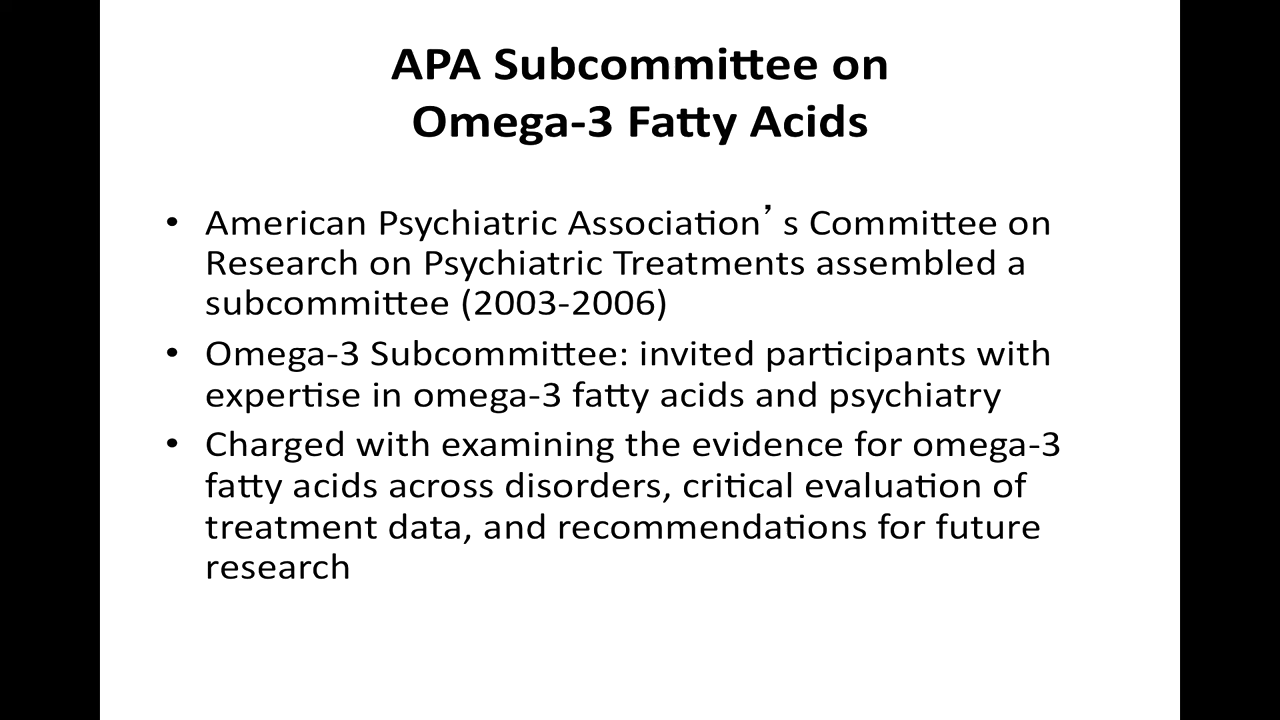 APA Subcommittee on
Omega-3 Fatty Acids
• American Psychiatric Association's Committee on
Research on Psychiatric Treatments assembled a
subcommittee (2003-2006)
• Omega-3 Subcommittee: invited participants with
expertise in omega-3 fatty acids and psychiatry
• Charged with examining the evidence for omega-3
fatty acids across disorders, critical evaluation of
treatment data, and recommendations for future
research